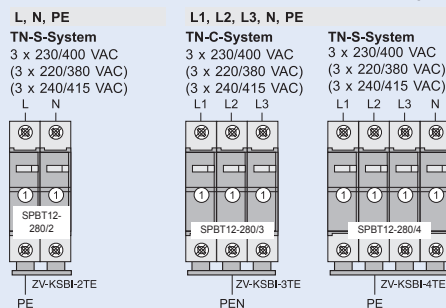 L, N, PE
TN-S-System
3 x 230/400 VAC
(3 x 220/380 VAC)
(3 x 240/415 VAC)
L N
1 1
SPBT12-
280/2
ZV-KSBI-2TE
PE
L1, L2, L3, N, PE
TN-C-System
3 x 230/400 VAC
(3 x 220/380 VAC)
(3 x 240/415 VAC)
L1 L2 L3
1 1 1
SPBT12-280/3
ZV-KSBI-3TE
PEN
TN-S-System
3 x 230/400 VAC
(3 x 220/380 VAC)
(3 x 240/415 VAC)
L1 L2 L3 N
1 1 1 1
SPBT12-280/4
ZV-KSBI-4TE
PE